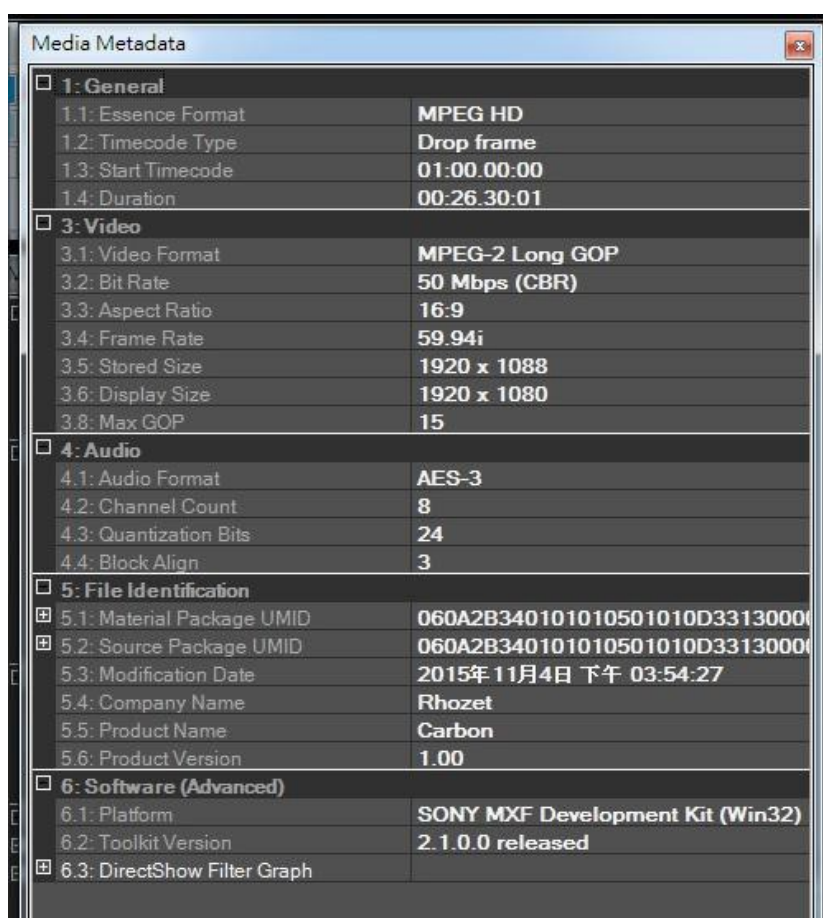 Media Metadata
1: General
1.1: Essence Format MPEG HD
1.2: Timecode Type Drop frame
1.3: Start Timecode 01:00.00:00
1.4: Duration 00:26.30:01
3: Video
3.1: Video Format MPEG-2 Long GOP
3.2: Bit Rate 50 Mbps (CBR)
3.3: Aspect Ratio 16:9
3.4: Frame Rate 59.94i
3.5: Stored Size 1920 x 1088
3.6: Display Size 1920 x 1080
3.8: Max GOP 15
4: Audio
4.1: Audio Format AES-3
4.2: Channel Count 8
4.3: Quantization Bits 24
4.4: Block Align 3
5: File Identification
5.1: Material Package UMID 060A2B340101010501010D3313000
5.2: Source Package UMID 060A2B340101010501010D3313000
5.3: Modification Date 2015年11月4日 下午 03:54:27
5.4: Company Name Rhozet
5.5: Product Name Carbon
5.6: Product Version 1.00
6: Software (Advanced)
6.1: Platform SONY MXF Development Kit (Win32)
6.2: Toolkit Version 2.1.0.0 released
6.3: DirectShow Filter Graph